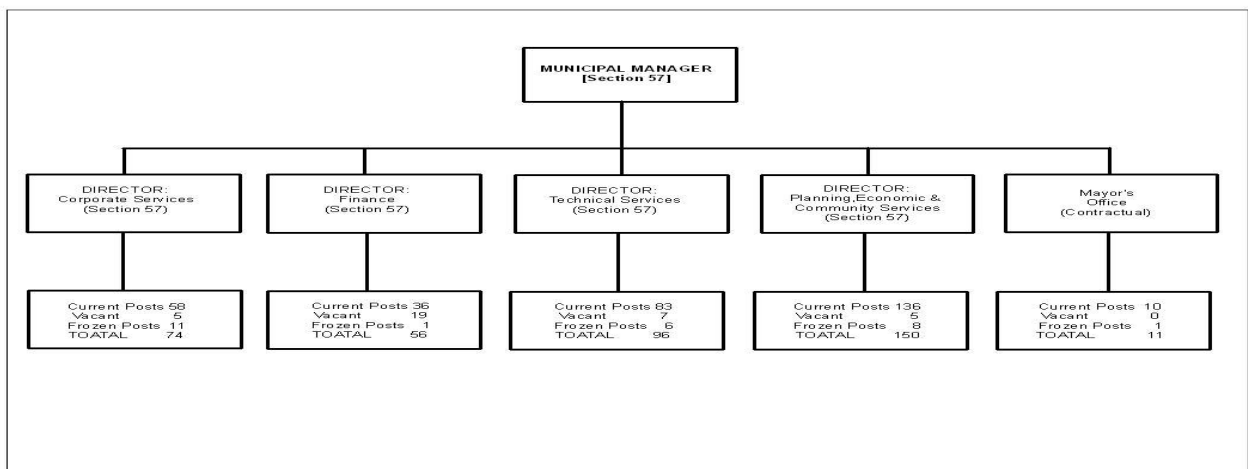 MUNICIPAL MANAGER
[Section 57]
DIRECTOR:
Corporate Services
(Section 57)
DIRECTOR:
Finance
(Section 57)
DIRECTOR:
Technical Services
(Section 57)
DIRECTOR:
Planning,Economic &
Community Services
(Section 57)
Mayor's
Office
(Contractual)
Current Posts 58
Vacant 5
Frozen Posts 11
TOATAL 74
Current Posts 36
Vacant 19
Frozen Posts 1
TOATAL 56
Current Posts 83
Vacant 7
Frozen Posts 6
TOATAL 96
Current Posts 136
Vacant 5
Frozen Posts 8
TOATAL 150
Current Posts 10
Vacant 0
Frozen Posts 1
TOATAL 11